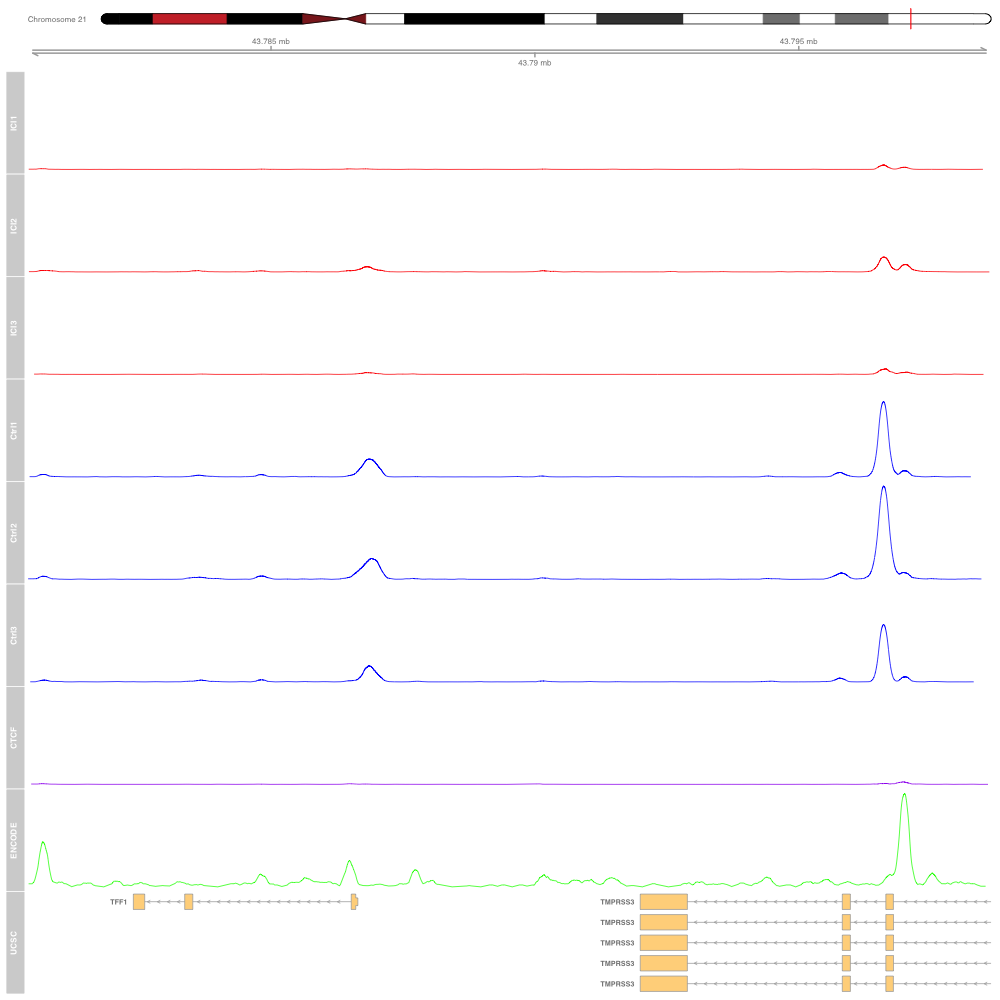 Chromosome 21
43.785 mb
43.795 mb
43.79 mb
ICI1
ICI2
ICI3
Ctrl1
Ctrl2
Ctrl3
CTCF
ENCODE
UCSC
TFF1
TMPRSS3
TMPRSS3
TMPRSS3
TMPRSS3
TMPRSS3